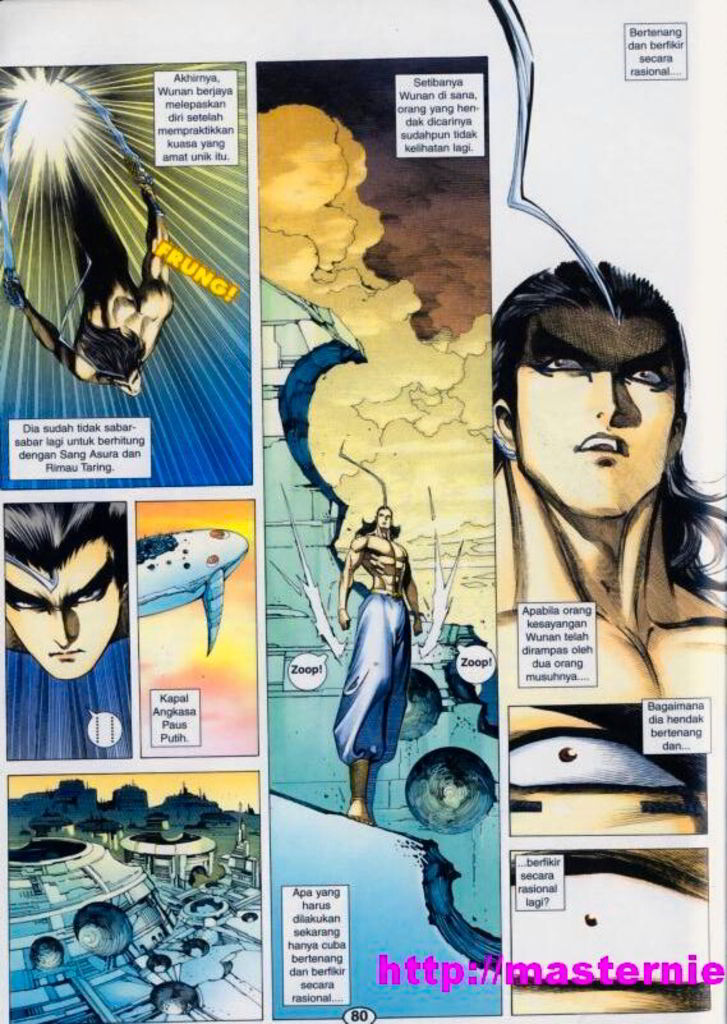 Akhirnya,
Wunan berjaya
melepaskan
diri setelah
mempraktikkan
kuasa yang
amat unik itu.
FRUNG!
Dia sudah tidak sabar-
sabar lagi untuk berhitung
dengan Sang Asura dan
Rimau Taring.
Kapal
Angkasa
Paus
Putih.
Setibanya
Wunan di sana,
orang yang hen-
dak dicarinya
sudahpun tidak
kelihatan lagi.
Zoop!
Zoop!
Apa yang
harus
dilakukan
sekarang
hanya cuba
bertenang
dan berfikir
secara
rasional....
Bertenang
dan berfikir
secara
rasional....
Apabila orang
kesayangan
Wunan telah
dirampas oleh
dua orang
musuhnya....
Bagaimana
dia hendak
bertenang
dan...
...berfikir
secara
rasional
lagi?
http://masternie
80